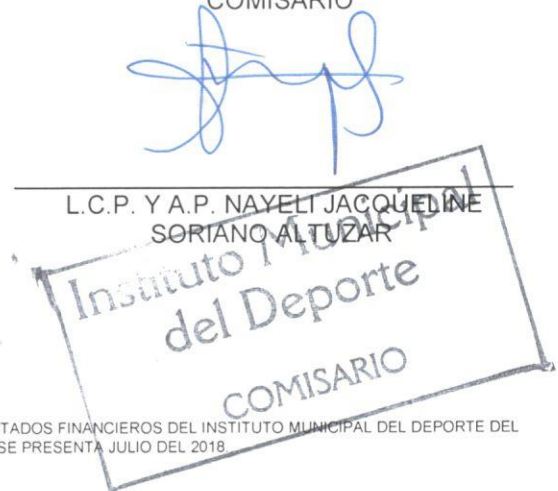 COMISARIO
L.C.P. Y A.P. NAYELI JACQUELINE
SORIANO ALTUZAR
Instituto Municipal
del Deporte
COMISARIO
TADOS FINANCIEROS DEL INSTITUTO MUNICIPAL DEL DEPORTE DEL
SE PRESENTA JULIO DEL 2018.